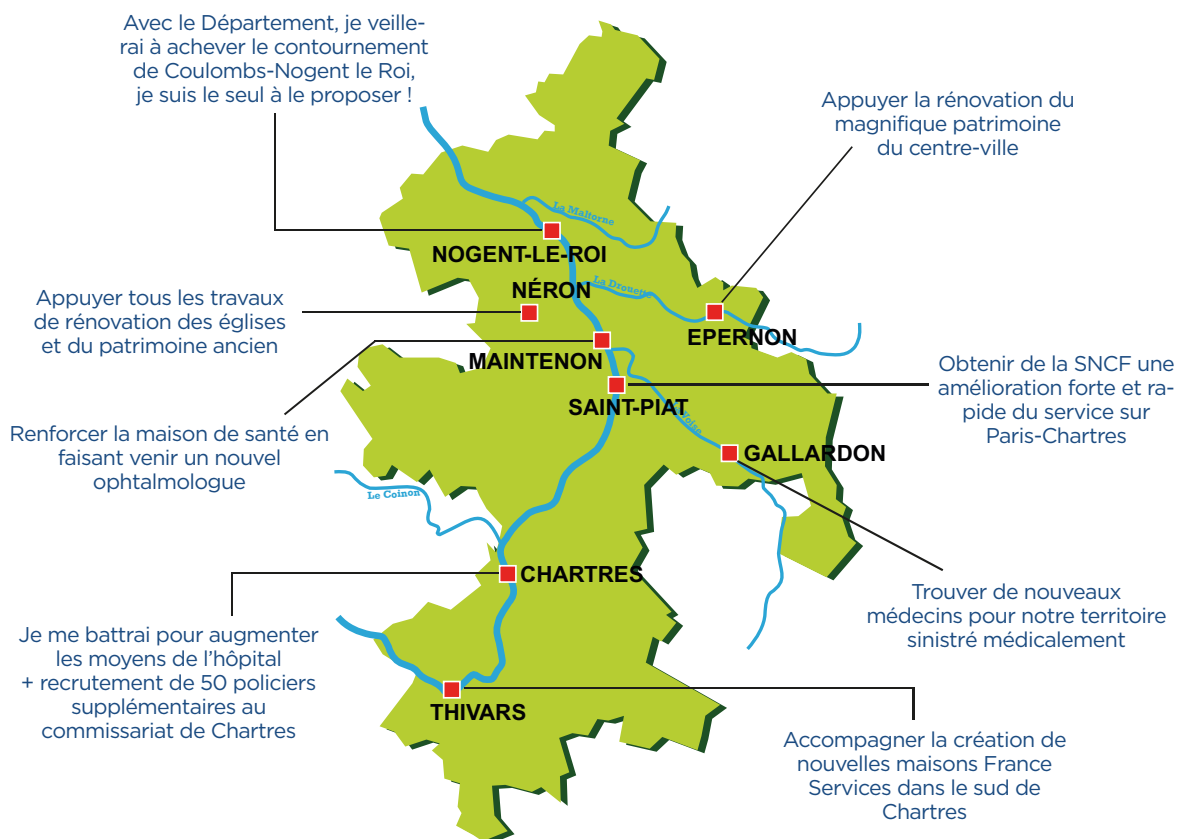 Avec le Département, je veille-
rai à achever le contournement
de Coulombs-Nogent le Roi,
je suis le seul à le proposer !
Appuyer la rénovation du
magnifique patrimoine
du centre-ville
La Maltorne
NOGENT-LE-ROI
La Drouette
NÉRON
EPERNON
Appuyer tous les travaux
de rénovation des églises
et du patrimoine ancien
MAINTENON
SAINT-PIAT
Obtenir de la SNCF une
amélioration forte et ra-
pide du service sur
Paris-Chartres
Renforcer la maison de santé en
faisant venir un nouvel
ophtalmologue
GALLARDON
Le Coinon
CHARTRES
Trouver de nouveaux
médecins pour notre territoire
sinistré médicalement
Je me battrai pour augmenter
les moyens de l’hôpital
+ recrutement de 50 policiers
supplémentaires au
commissariat de Chartres
THIVARS
Accompagner la création de
nouvelles maisons France
Services dans le sud de
Chartres